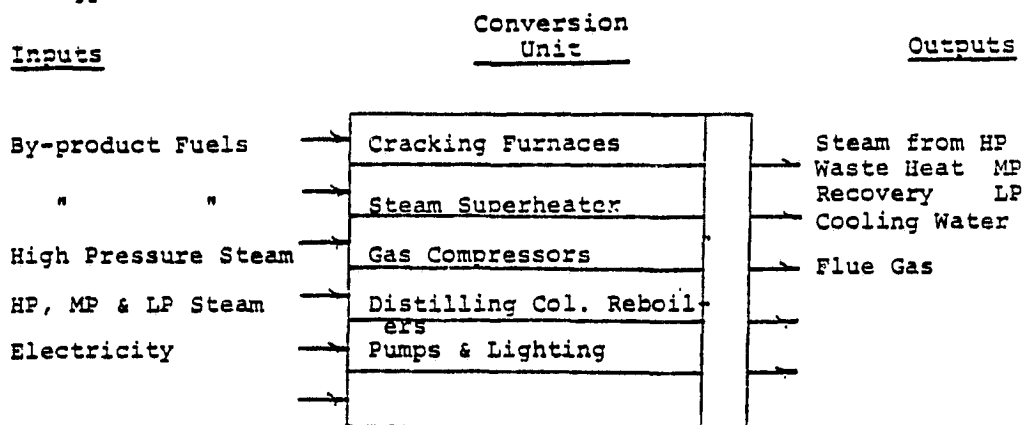 Conversion
Inputs Unit Outputs
By-product Fuels Cracking Furnaces Steam from HP
Waste Heat MP
" " Steam Superheater Recovery LP
Cooling Water
High Pressure Steam Gas Compressors Flue Gas
HP, MP & LP Steam Distilling Col. Reboil-
ers
Electricity Pumps & Lighting